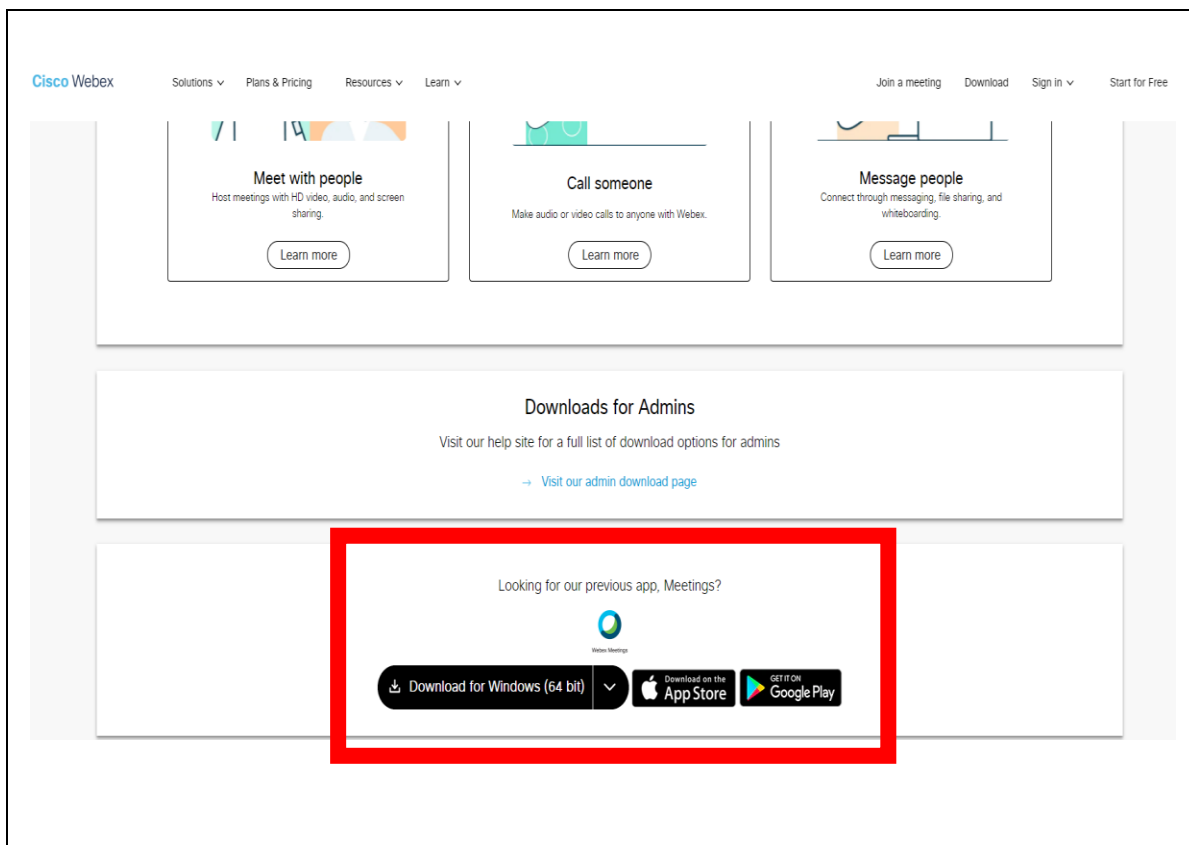 Cisco Webex Solutions Plans & Pricing Resources Learn Join a meeting Download Sign in Start for Free
Meet with people
Host meetings with HD video, audio, and screen
sharing.
Learn more
Call someone
Make audio or video calls to anyone with Webex.
Learn more
Message people
Connect through messaging, file sharing, and
whiteboarding.
Learn more
Downloads for Admins
Visit our help site for a full list of download options for admins
→ Visit our admin download page
Looking for our previous app, Meetings?
Webex Meetings
Download for Windows (64 bit)
Download on the
App Store
GET IT ON
Google Play